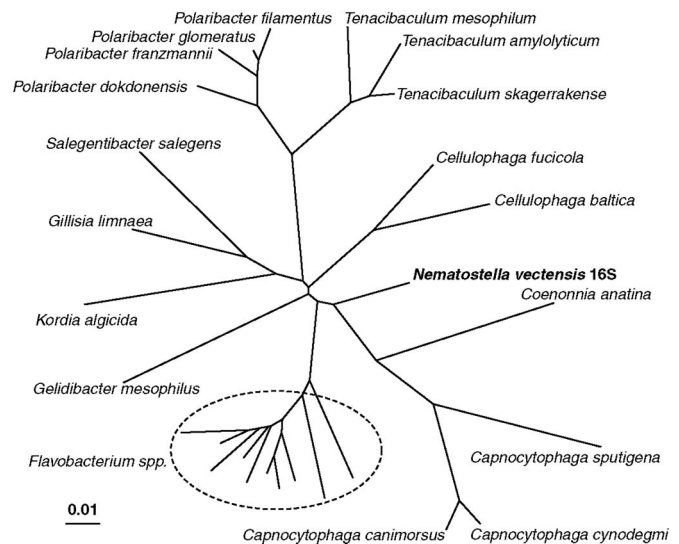 Polaribacter filamentus
Tenacibaculum mesophilum
Polaribacter glomeratus
Tenacibaculum amylolyticum
Polaribacter franzmannii
Polaribacter dokdonensis
Tenacibaculum skagerrakense
Salegentibacter salegens
Cellulophaga fucicola
Cellulophaga baltica
Gillisia limnaea
Nematostella vectensis 16S
Coenonnia anatina
Kordia algicida
Gelidibacter mesophilus
Flavobacterium spp.
Capnocytophaga sputigena
0.01
Capnocytophaga canimorsus
Capnocytophaga cynodegmi